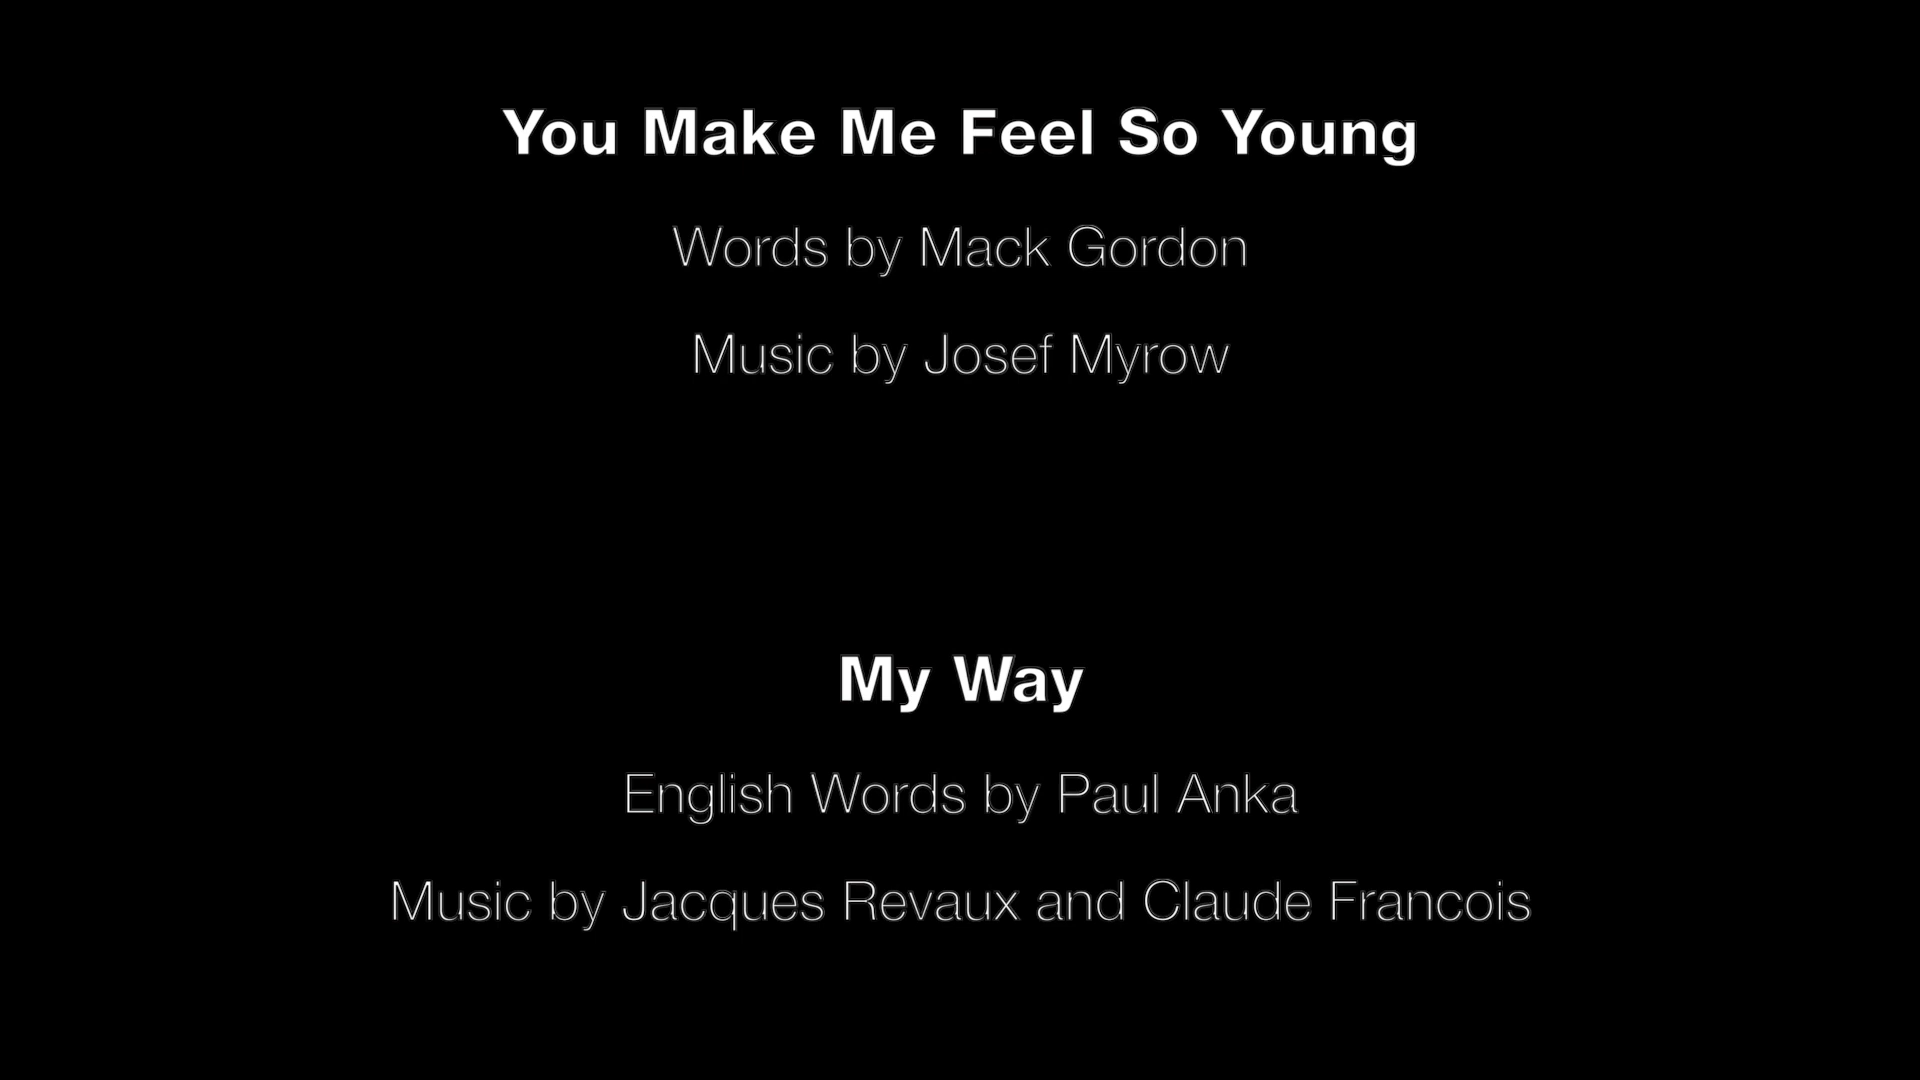 You Make Me Feel So Young
Words by Mack Gordon
Music by Josef Myrow
My Way
English Words by Paul Anka
Music by Jacques Revaux and Claude Francois